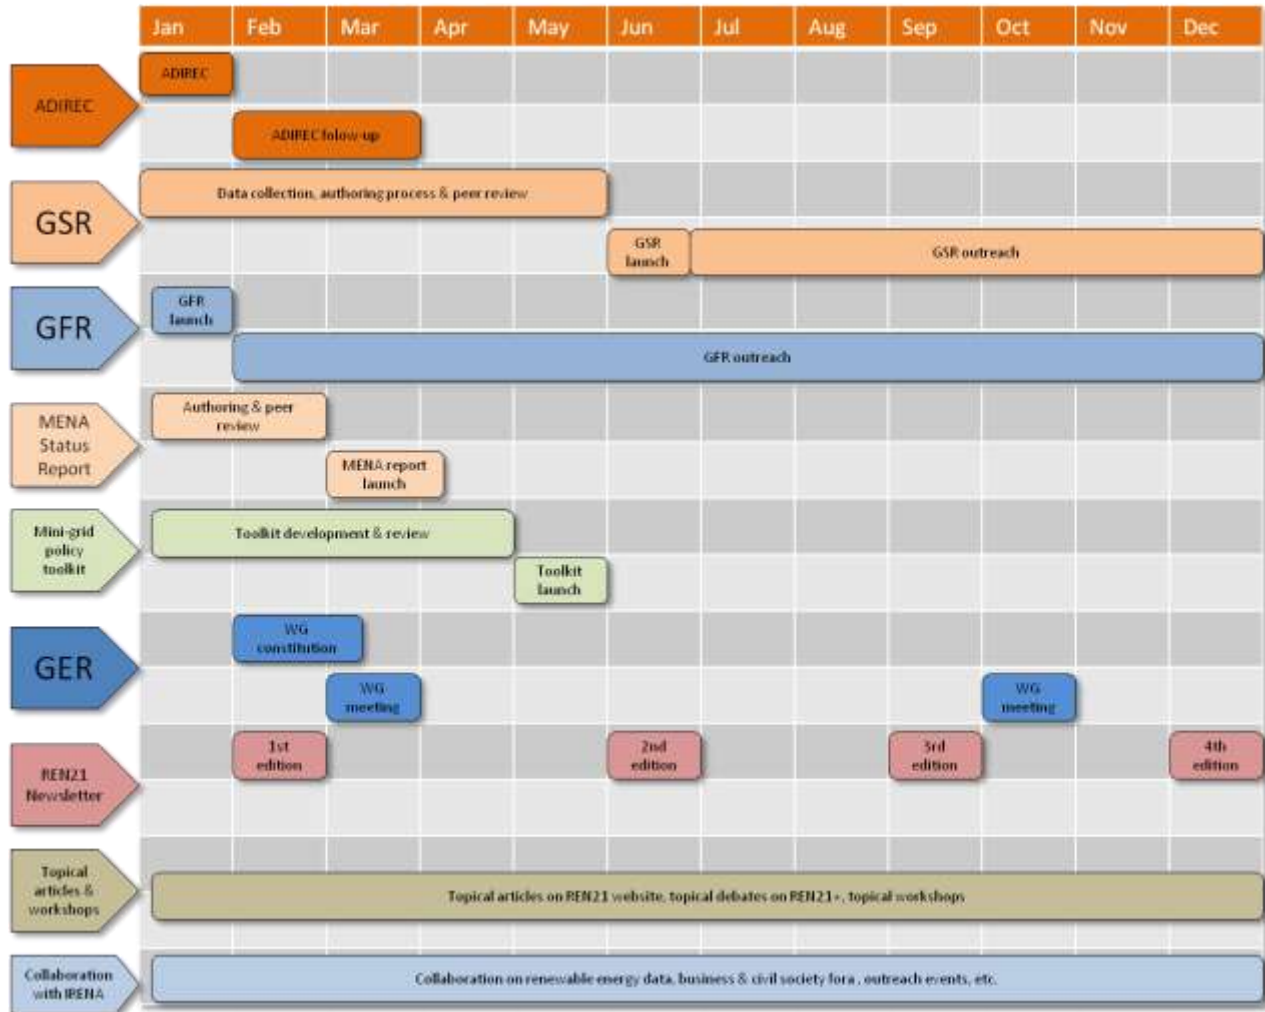 Jan Feb Mar Apr May Jun Jul Aug Sep Oct Nov Dec
ADIREC
ADIREC
ADIREC folow-up
GSR
Data collection, authoring process & peer review
GSR
launch
GSR outreach
GFR
GFR
launch
GFR outreach
MENA
Status
Report
Authoring & peer
review
MENA report
launch
Mini-grid
policy
toolkit
Toolkit development & review
Toolkit
launch
GER
WG
constitution
WG
meeting
WG
meeting
REN21
Newsletter
1st
edition
2nd
edition
3rd
edition
4th
edition
Topical
articles &
workshops
Topical articles on REN21 website, topical debates on REN21+, topical workshops
Collaboration
with IRENA
Collaboration on renewable energy data, business & civil society fora , outreach events, etc.